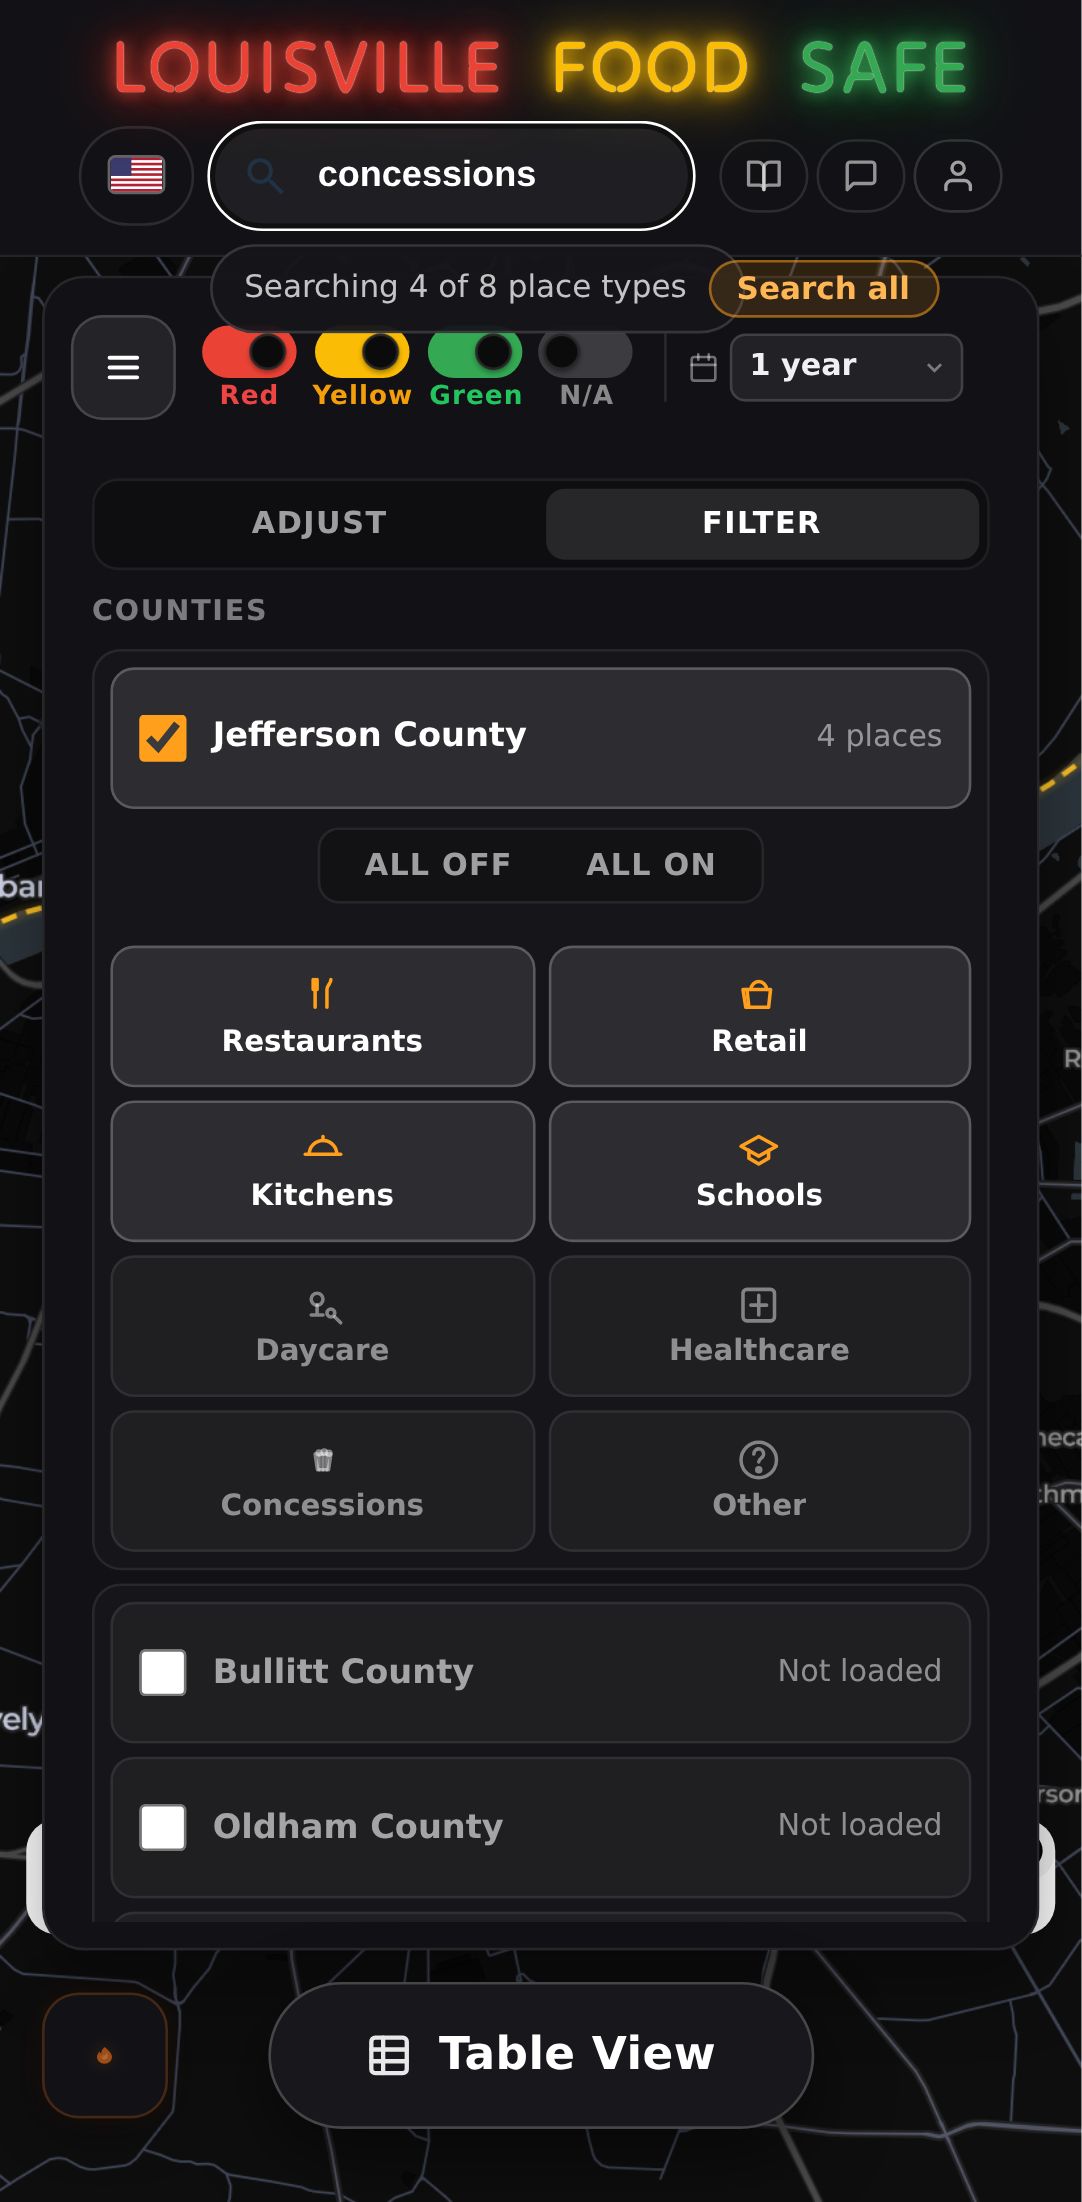 LOUISVILLE FOOD SAFE
concessions
Searching 4 of 8 place types Search all
Red Yellow Green N/A 1 year
ADJUST FILTER
COUNTIES
Jefferson County 4 places
ALL OFF ALL ON
Restaurants Retail
Kitchens Schools
Daycare Healthcare
Concessions Other
Bullitt County Not loaded
Oldham County Not loaded
Table View